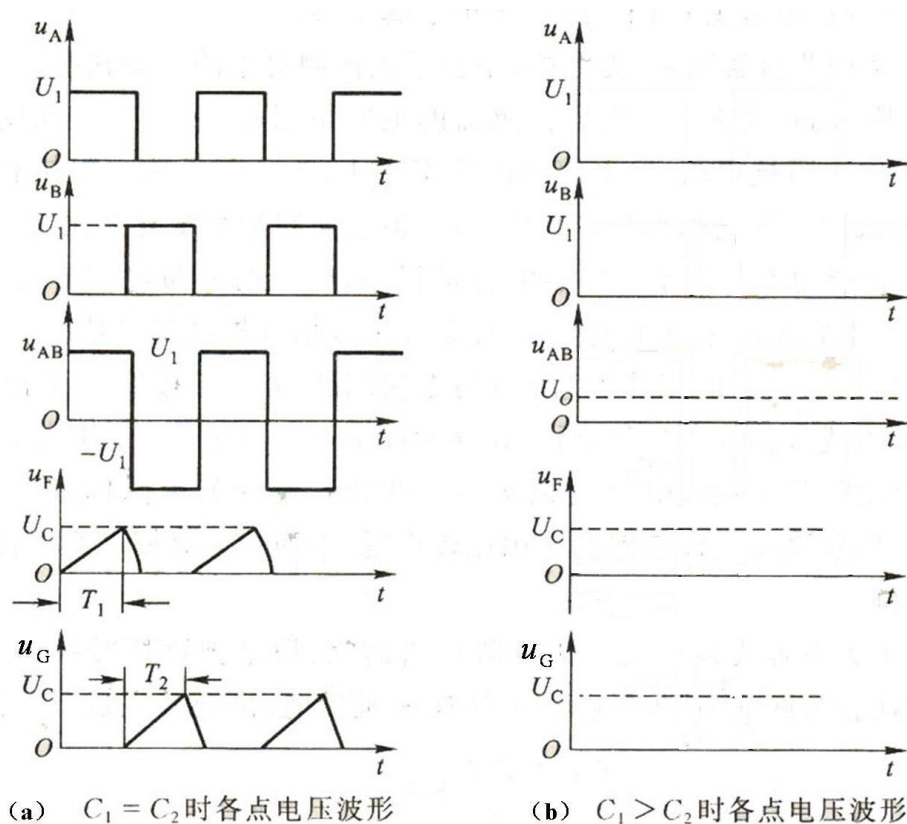 u_A
U_1
O
t
u_B
U_1
O
t
u_AB
U_1
O
t
-U_1
u_F
U_C
O
t
T_1
u_G
U_C
T_2
O
t
(a) C_1 = C_2时各点电压波形
u_A
U_1
O
t
u_B
U_1
O
t
u_AB
U_O
O
t
u_F
U_C
O
t
u_G
U_C
O
t
(b) C_1 > C_2时各点电压波形